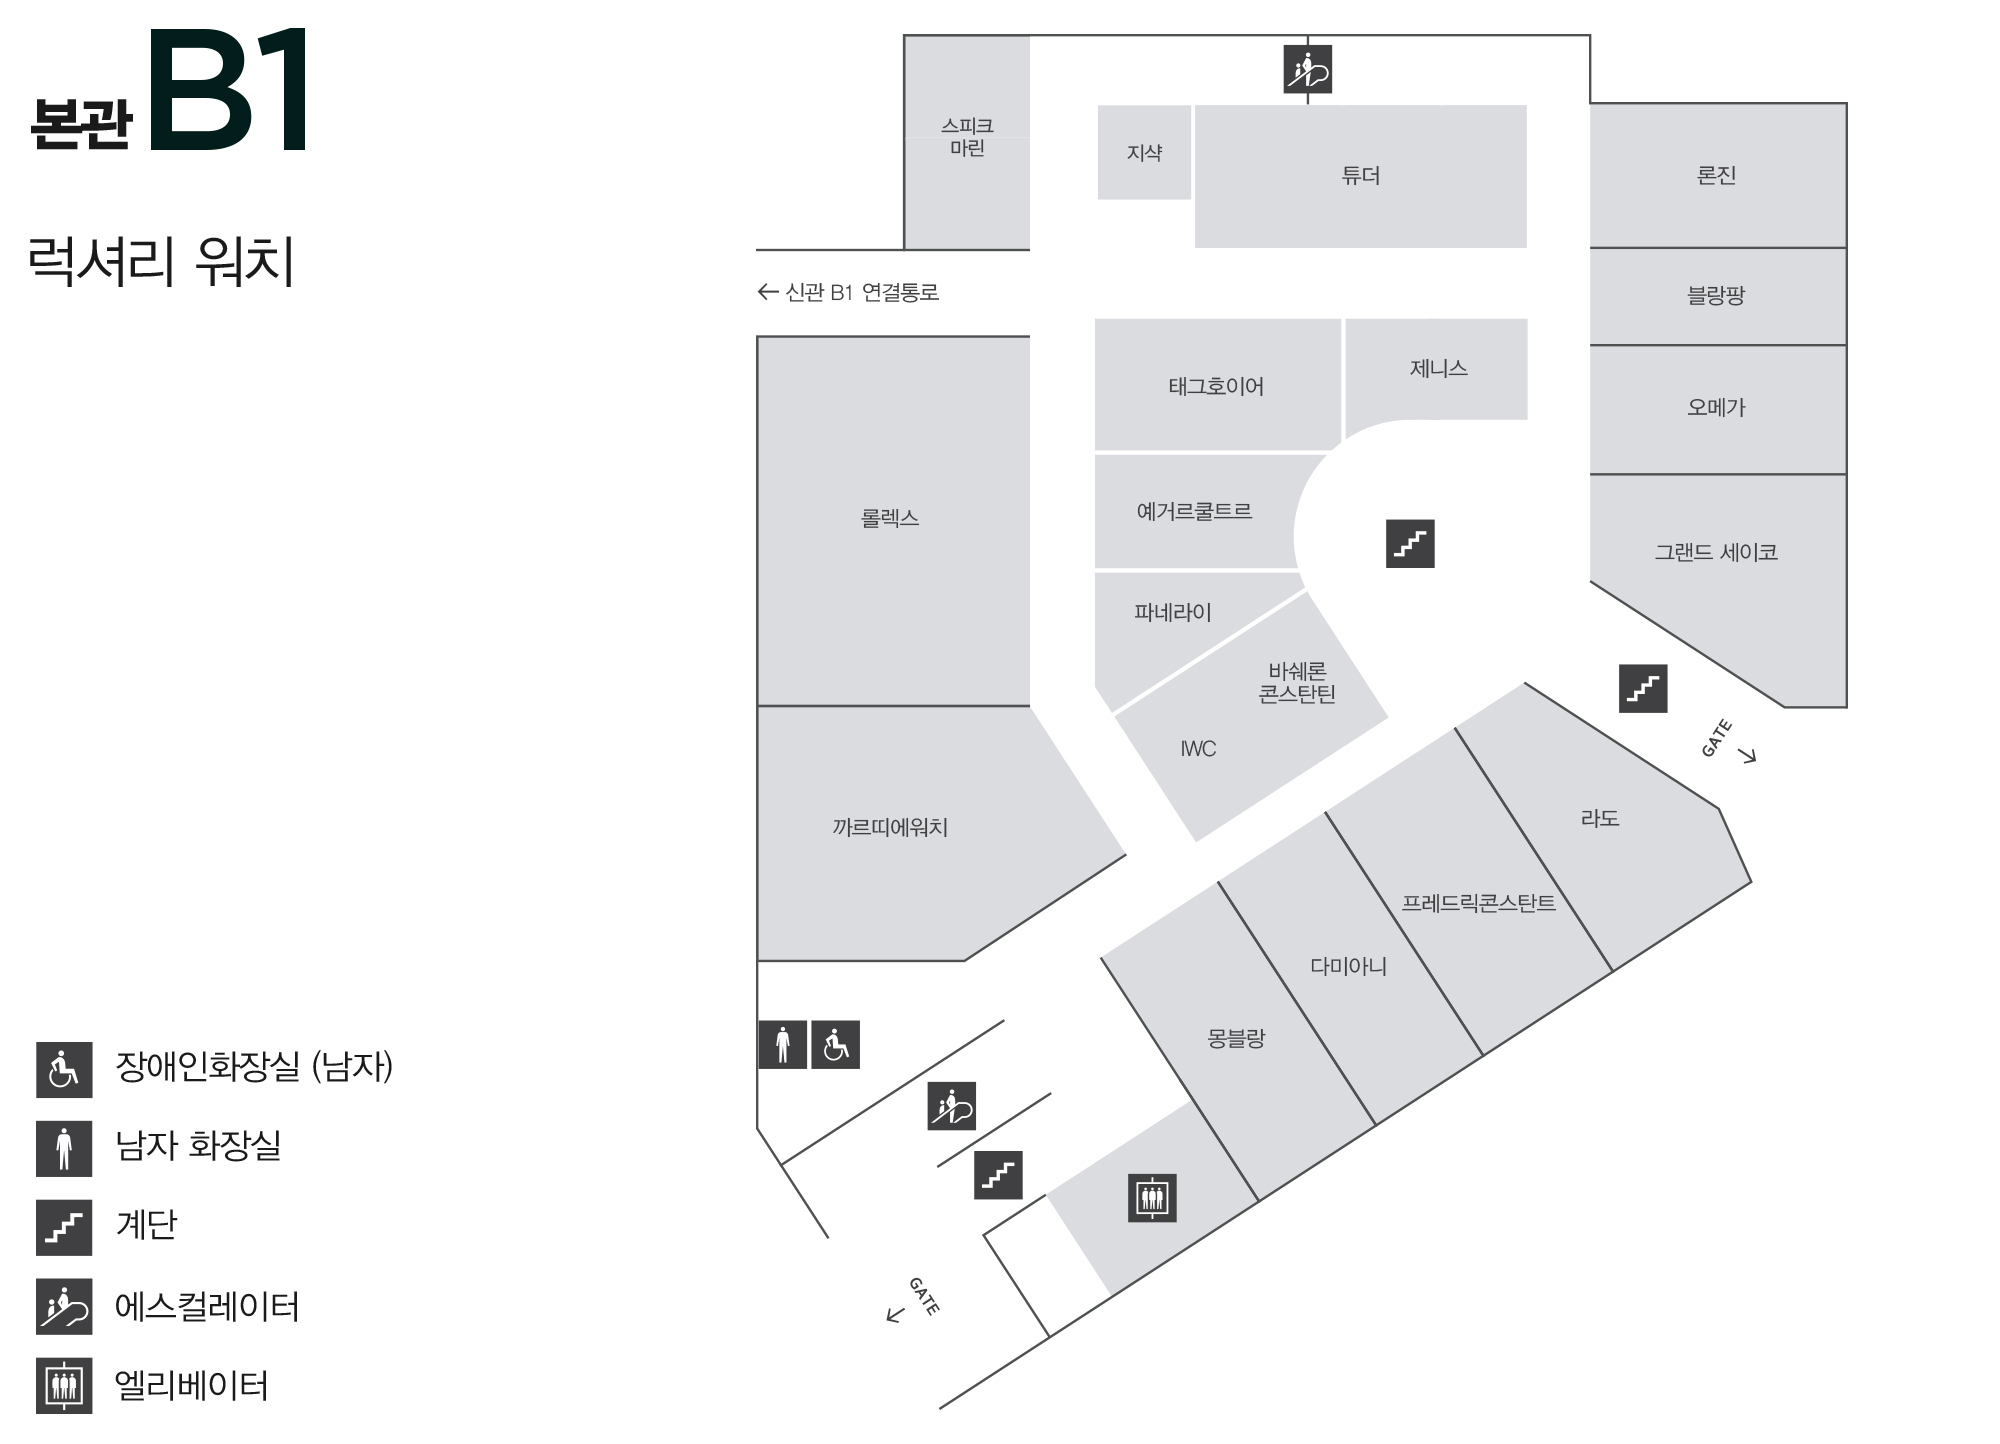 본관 B1
럭셔리 워치
스피크
마린
지샥
튜더
론진
← 신관 B1 연결통로
블랑팡
태그호이어
제니스
오메가
롤렉스
예거르쿨트르
그랜드 세이코
파네라이
바쉐론
콘스탄틴
IWC
GATE
까르띠에워치
라도
프레드릭콘스탄트
다미아니
몽블랑
GATE
장애인화장실 (남자)
남자 화장실
계단
에스컬레이터
엘리베이터